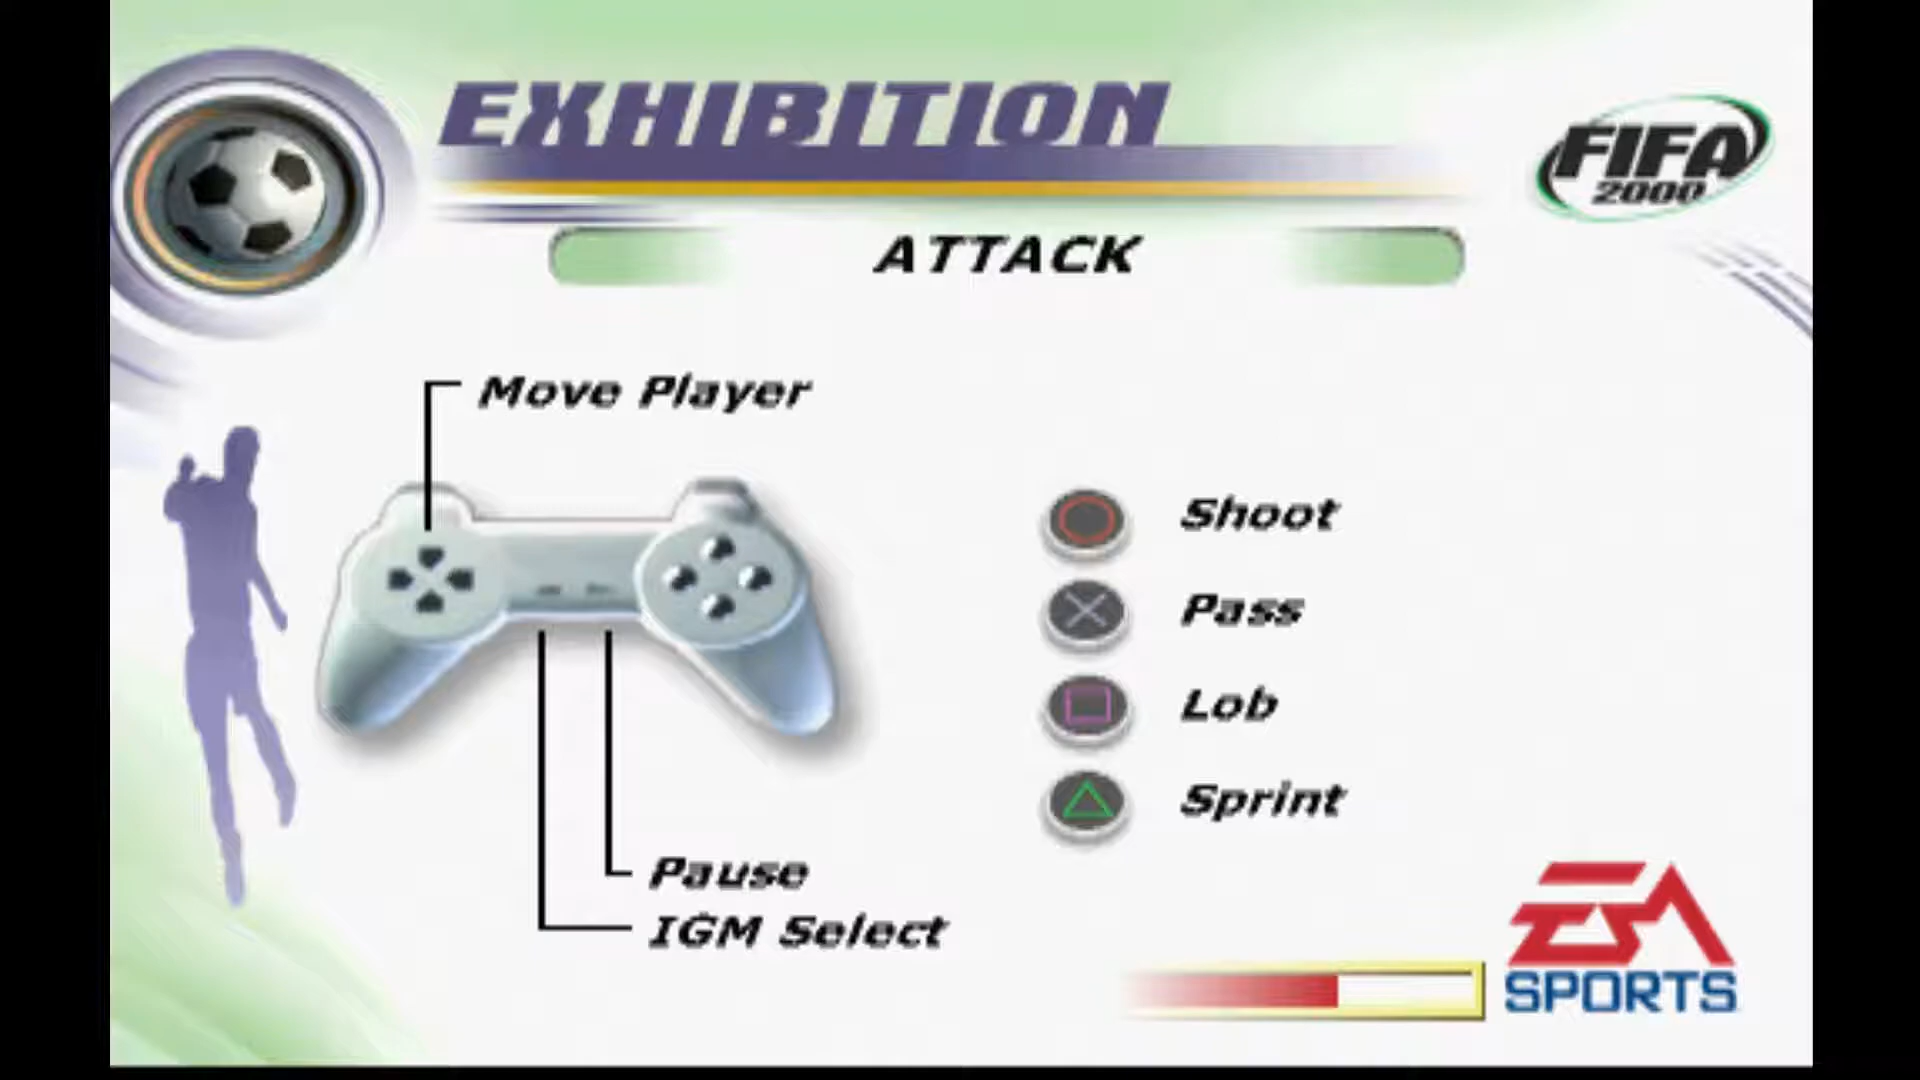 EXHIBITION
FIFA
2000
ATTACK
Move Player
Shoot
Pass
Lob
Sprint
Pause
IGM Select
EA
SPORTS